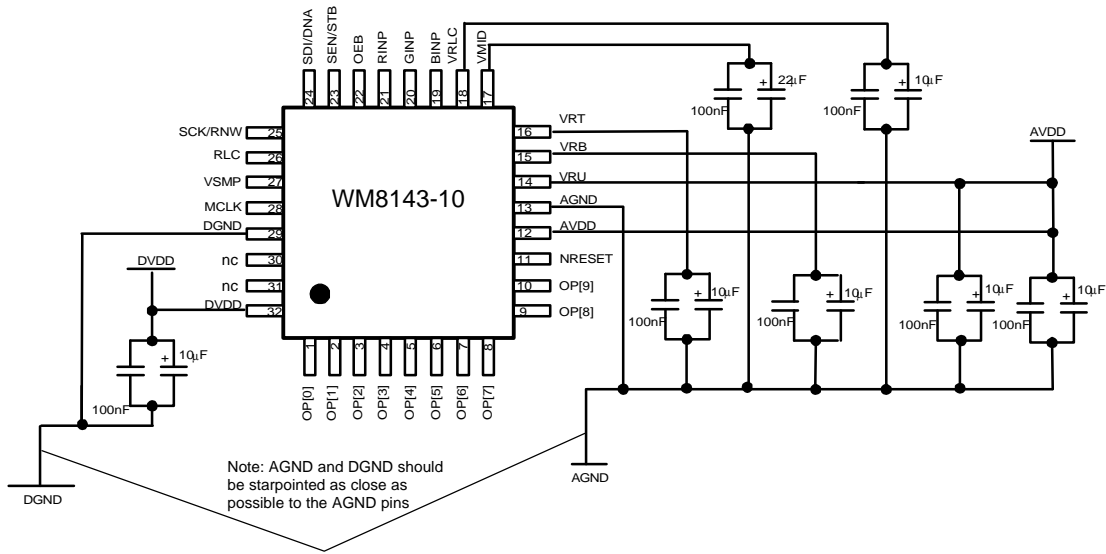 SDI/DNA
SEN/STB
OEB
RINP
GINP
BINP
VRLC
VMID
24
23
22
21
20
19
18
17
22µF
100nF
10µF
100nF
SCK/RNW 25
RLC 26
VSMP 27
MCLK 28
DGND 29
nc 30
nc 31
DVDD 32
WM8143-10
16 VRT
15 VRB
14 VRU
13 AGND
12 AVDD
11 NRESET
10 OP[9]
9 OP[8]
AVDD
DVDD
+ 10µF
100nF
+ 10µF
100nF
+ 10µF
100nF
+ 10µF
100nF
+ 10µF
+ 10µF
100nF
1
2
3
4
5
6
7
8
OP[0]
OP[1]
OP[2]
OP[3]
OP[4]
OP[5]
OP[6]
OP[7]
DGND
AGND
Note: AGND and DGND should
be starpointed as close as
possible to the AGND pins